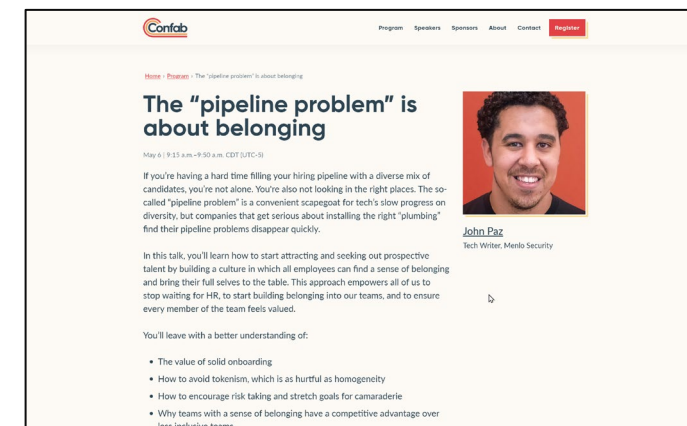 Confab
Program Speakers Sponsors About Contact Register
Home › Program › The "pipeline problem" is about belonging
The “pipeline problem” is
about belonging
May 6 | 9:15 a.m.–9:50 a.m. CDT (UTC-5)
If you're having a hard time filling your hiring pipeline with a diverse mix of
candidates, you're not alone. You're also not looking in the right places. The so-
called “pipeline problem” is a convenient scapegoat for tech's slow progress on
diversity, but companies that get serious about installing the right “plumbing”
find their pipeline problems disappear quickly.
In this talk, you'll learn how to start attracting and seeking out prospective
talent by building a culture in which all employees can find a sense of belonging
and bring their full selves to the table. This approach empowers all of us to
stop waiting for HR, to start building belonging into our teams, and to ensure
every member of the team feels valued.
You'll leave with a better understanding of:
• The value of solid onboarding
• How to avoid tokenism, which is as hurtful as homogeneity
• How to encourage risk taking and stretch goals for camaraderie
• Why teams with a sense of belonging have a competitive advantage over
less inclusive teams
John Paz
Tech Writer, Menlo Security